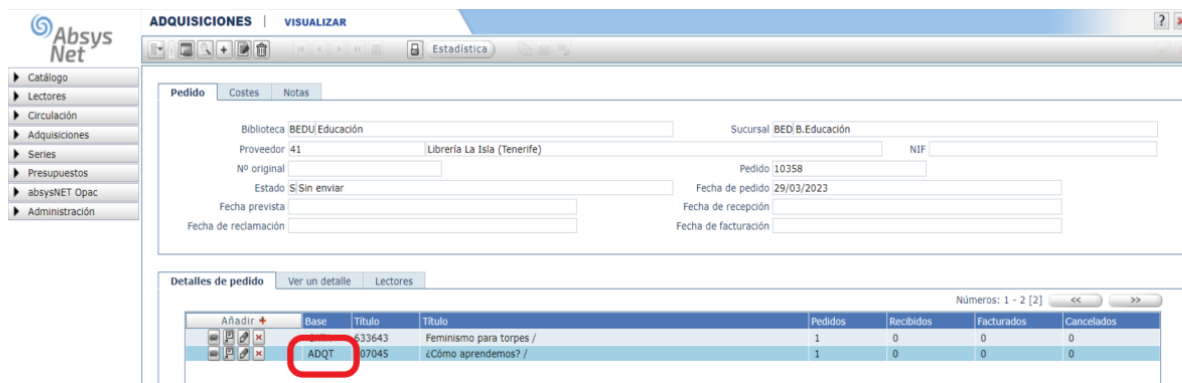 Absys
Net
ADQUISICIONES | VISUALIZAR
?
Estadística
Catálogo
Lectores
Circulación
Adquisiciones
Series
Presupuestos
absysNET Opac
Administración
Pedido Costes Notas
Biblioteca BEDU Educación Sucursal BED B.Educación
Proveedor 41 Librería La Isla (Tenerife) NIF
Nº original Pedido 10358
Estado S Sin enviar Fecha de pedido 29/03/2023
Fecha prevista Fecha de recepción
Fecha de reclamación Fecha de facturación
Detalles de pedido Ver un detalle Lectores
Números: 1 - 2 [2] << >>
Añadir + Base Título Título Pedidos Recibidos Facturados Cancelados
633643 Feminismo para torpes / 1 0 0 0
ADQT 07045 ¿Cómo aprendemos? / 1 0 0 0